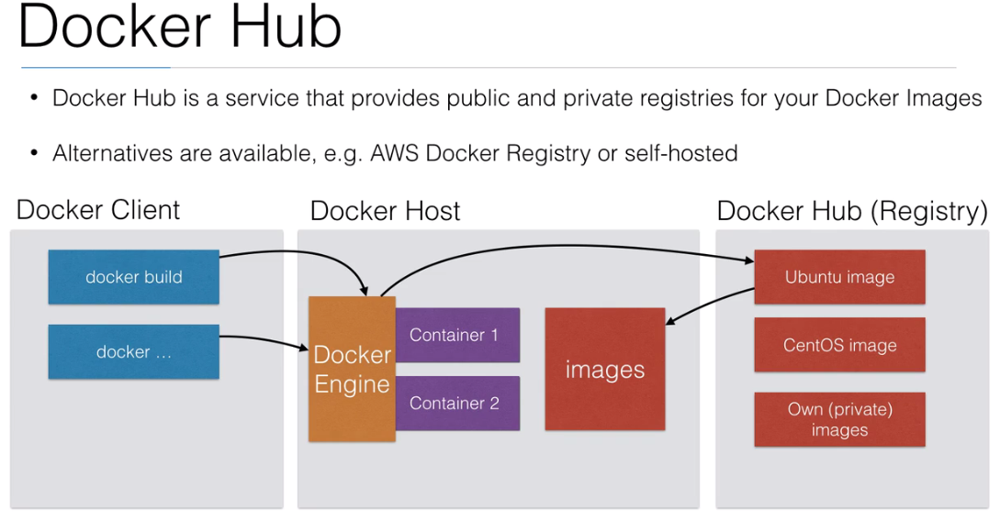 Docker Hub
• Docker Hub is a service that provides public and private registries for your Docker Images
• Alternatives are available, e.g. AWS Docker Registry or self-hosted
Docker Client
docker build
docker ...
Docker Host
Docker
Engine
Container 1
Container 2
images
Docker Hub (Registry)
Ubuntu image
CentOS image
Own (private)
images